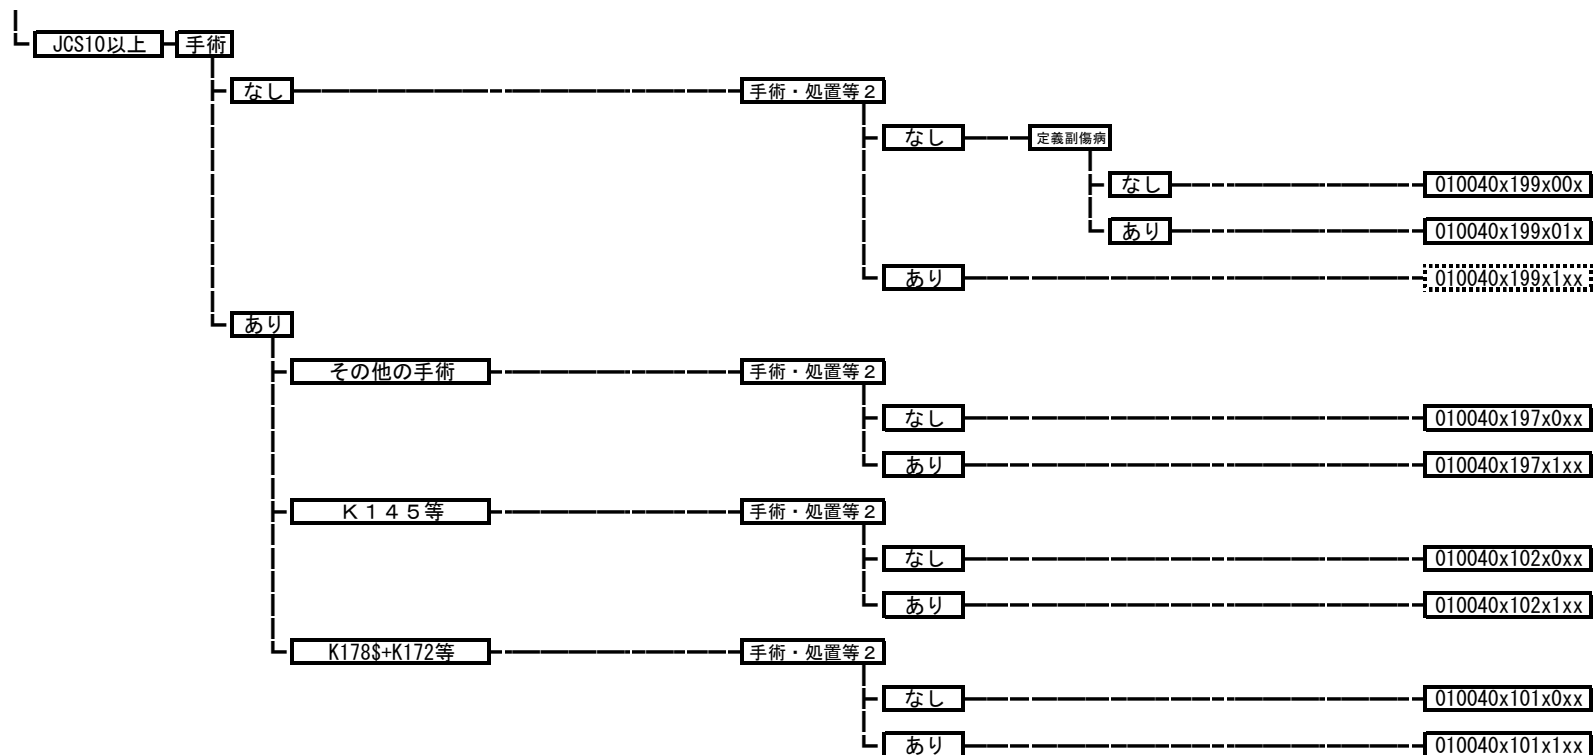 JCS10以上 手術
なし 手術・処置等２
なし 定義副傷病
なし 010040x199x00x
あり 010040x199x01x
あり 010040x199x1xx
あり
その他の手術 手術・処置等２
なし 010040x197x0xx
あり 010040x197x1xx
Ｋ１４５等 手術・処置等２
なし 010040x102x0xx
あり 010040x102x1xx
K178$+K172等 手術・処置等２
なし 010040x101x0xx
あり 010040x101x1xx